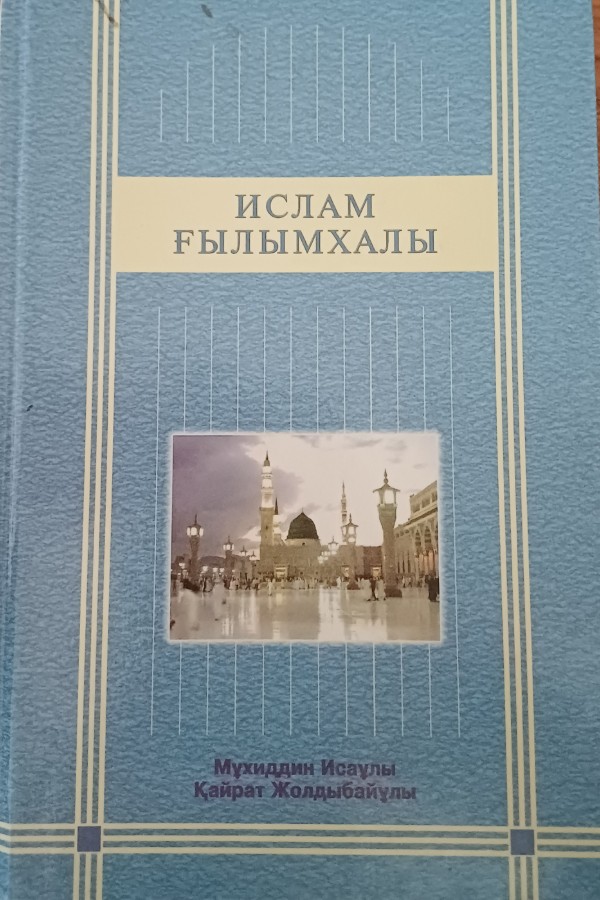 ИСЛАМ
ҒЫЛЫМХАЛЫ
Мұхиддин Исаұлы
Қайрат Жолдыбайұлы